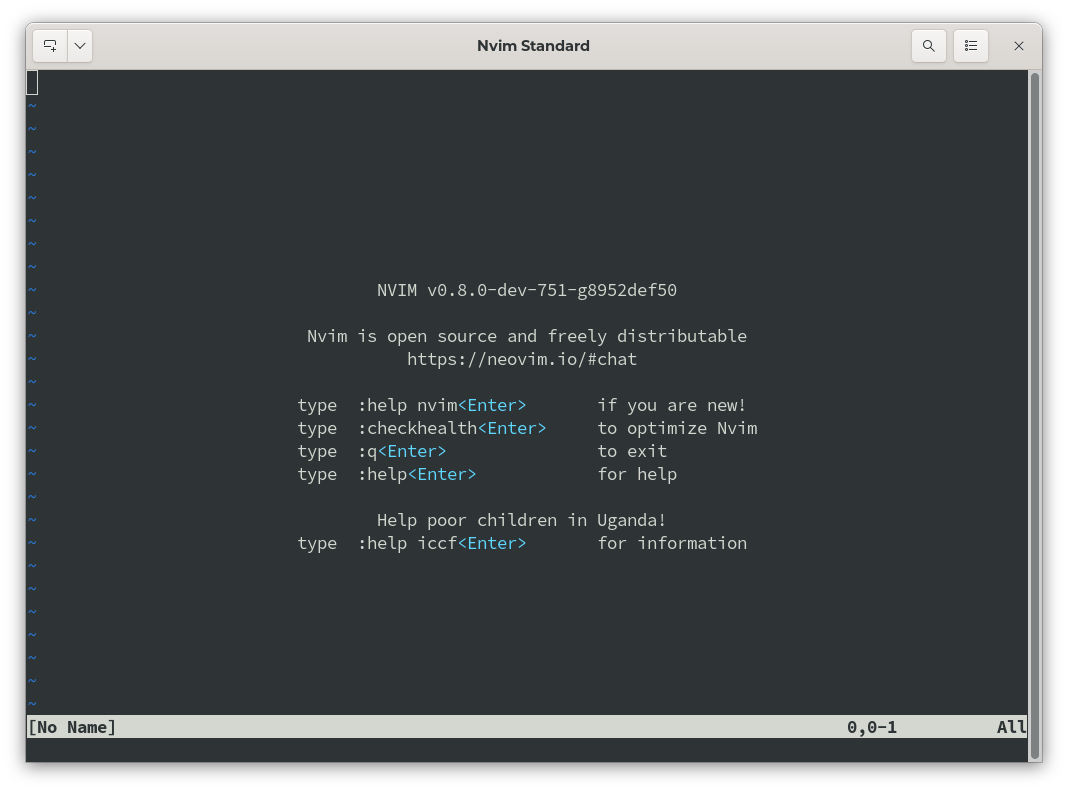 Nvim Standard
~
~
~
~
~
~
~
~
~ NVIM v0.8.0-dev-751-g8952def50
~
~ Nvim is open source and freely distributable
~ https://neovim.io/#chat
~
~ type :help nvim<Enter> if you are new!
~ type :checkhealth<Enter> to optimize Nvim
~ type :q<Enter> to exit
~ type :help<Enter> for help
~
~ Help poor children in Uganda!
~ type :help iccf<Enter> for information
~
~
~
~
~
~
~
[No Name] 0,0-1 All